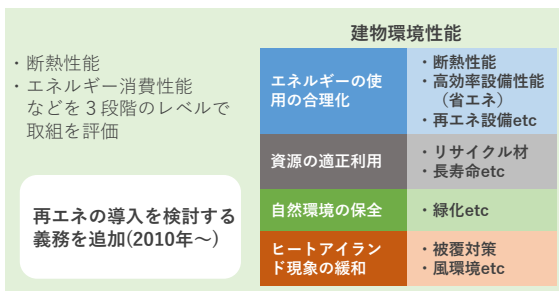 建物環境性能
・断熱性能
・エネルギー消費性能
などを３段階のレベルで
取組を評価
再エネの導入を検討する
義務を追加(2010年～)
エネルギーの使
用の合理化
・断熱性能
・高効率設備性能
（省エネ）
・再エネ設備etc
資源の適正利用
・リサイクル材
・長寿命etc
自然環境の保全
・緑化etc
ヒートアイラン
ド現象の緩和
・被覆対策
・風環境etc